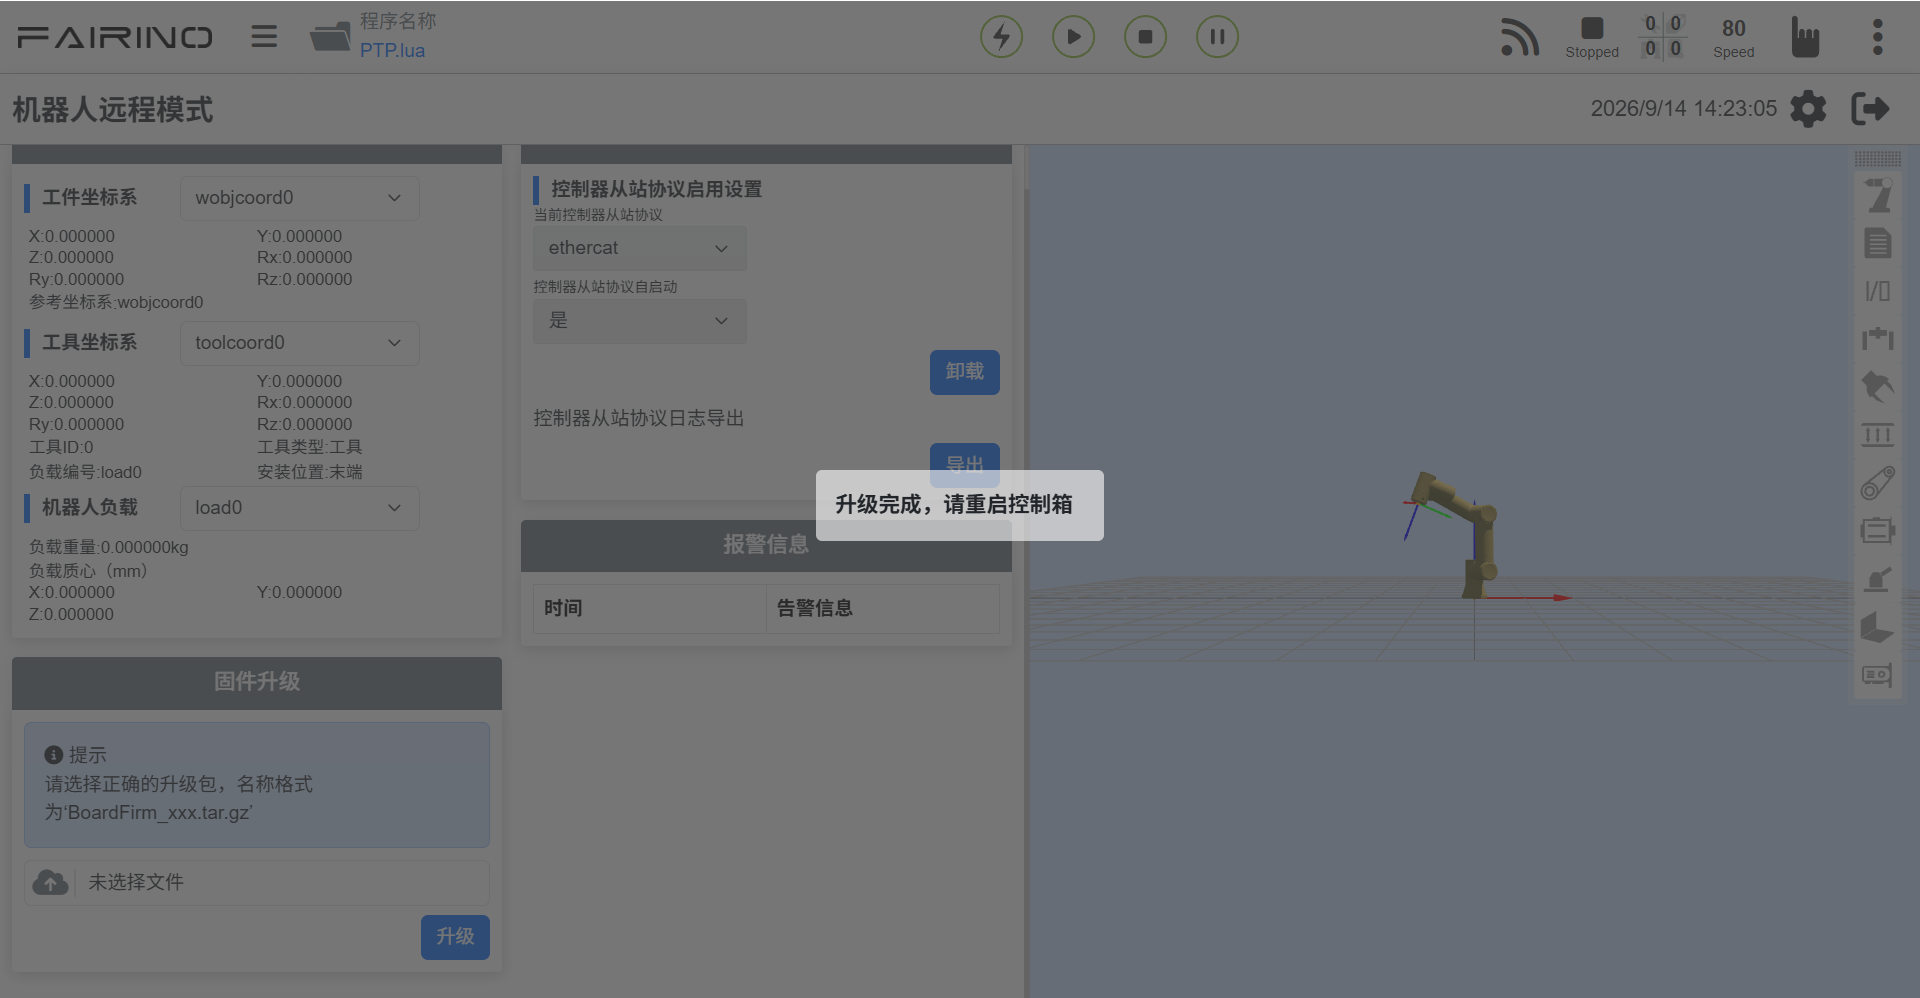 FAIRINO
程序名称
PTP.lua
Stopped
0 0
0 0
80
Speed
机器人远程模式
2026/9/14 14:23:05
工件坐标系
wobjcoord0
X:0.000000
Y:0.000000
Z:0.000000
Rx:0.000000
Ry:0.000000
Rz:0.000000
参考坐标系:wobjcoord0
工具坐标系
toolcoord0
X:0.000000
Y:0.000000
Z:0.000000
Rx:0.000000
Ry:0.000000
Rz:0.000000
工具ID:0
工具类型:工具
负载编号:load0
安装位置:末端
机器人负载
load0
负载重量:0.000000kg
负载质心（mm）
X:0.000000
Y:0.000000
Z:0.000000
固件升级
提示
请选择正确的升级包，名称格式
为‘BoardFirm_xxx.tar.gz’
未选择文件
升级
控制器从站协议启用设置
当前控制器从站协议
ethercat
控制器从站协议自启动
是
卸载
控制器从站协议日志导出
导出
升级完成，请重启控制箱
报警信息
时间
告警信息
I/O